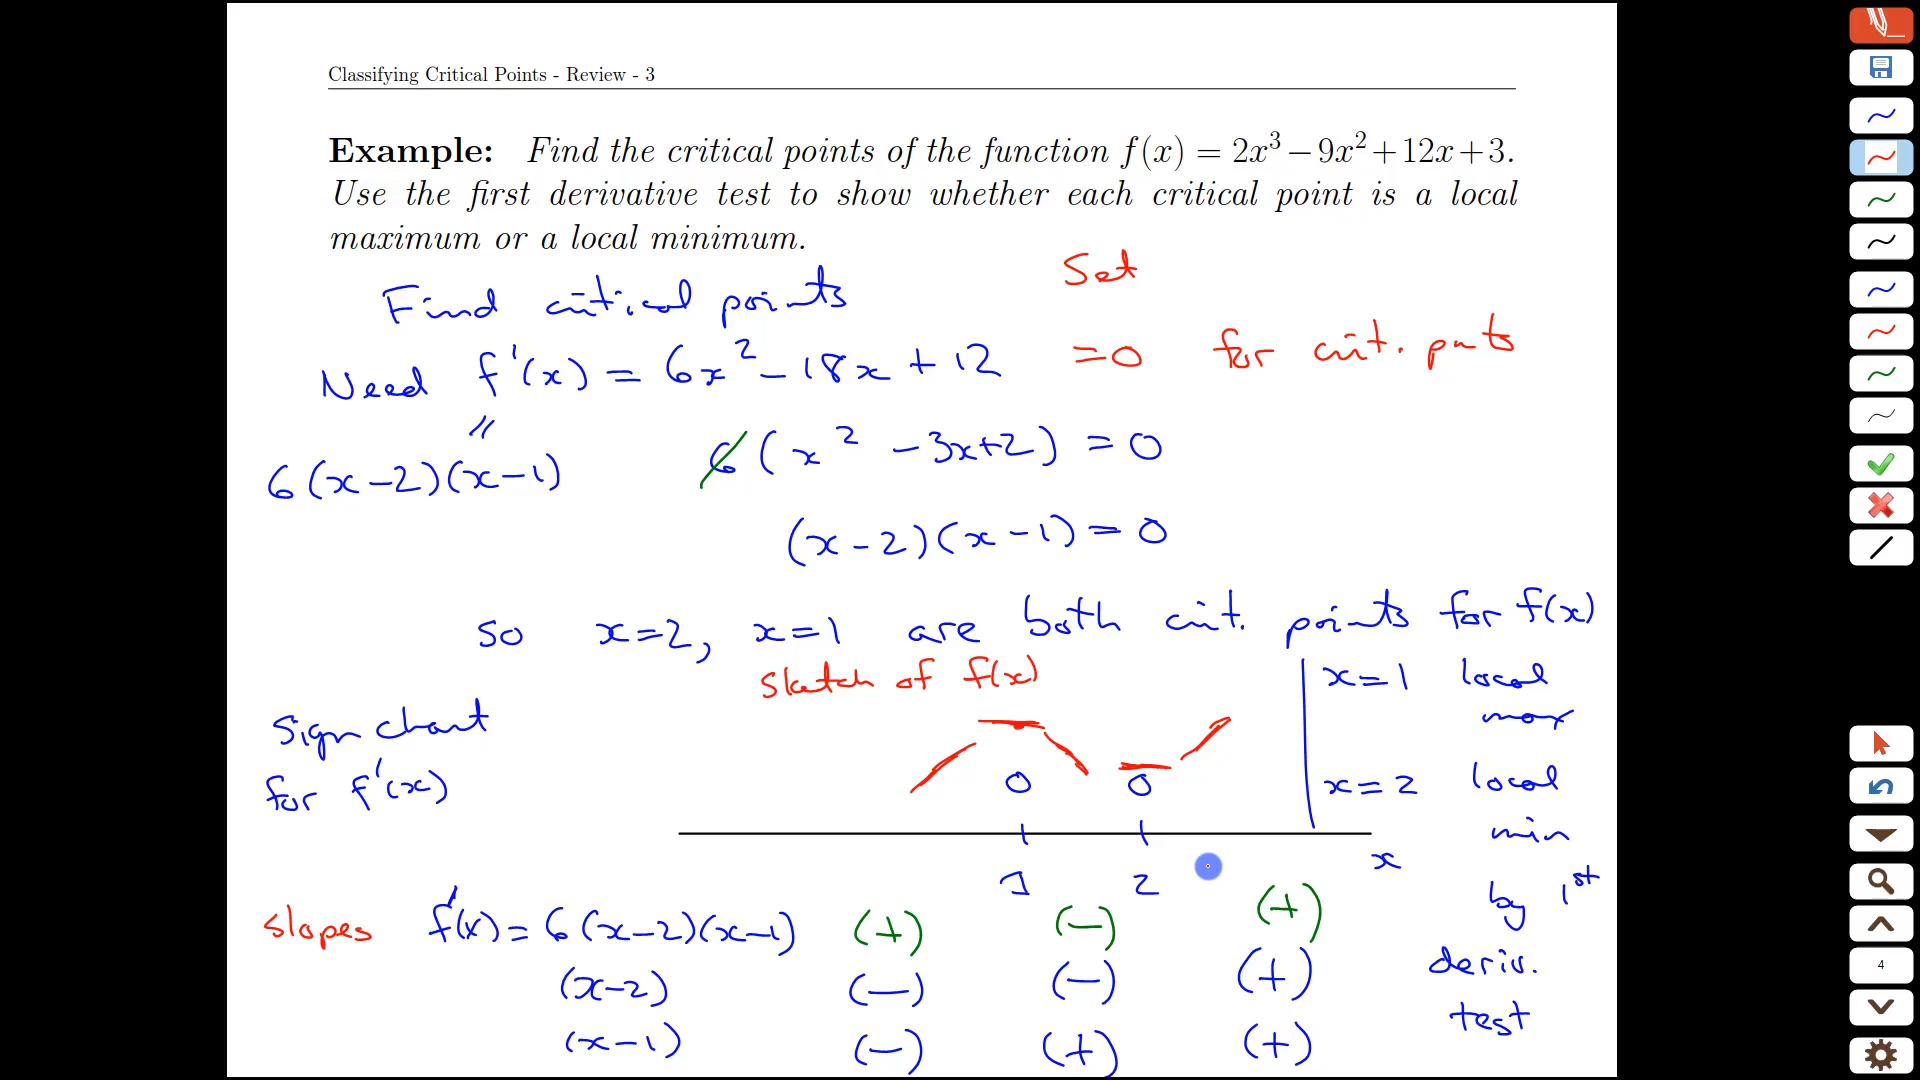 Classifying Critical Points - Review - 3
Example: Find the critical points of the function f(x) = 2x³ − 9x² + 12x + 3.
Use the first derivative test to show whether each critical point is a local
maximum or a local minimum.
Find critical points
Set
Need f'(x) = 6x² − 18x + 12 = 0 for crit. pnts
"
6(x−2)(x−1)
6(x² − 3x + 2) = 0
(x−2)(x−1) = 0
so x=2, x=1 are both crit. points for f(x)
sketch of f(x)
Sign chart
for f'(x)
0 0
1 2 x
x=1 local
max
x=2 local
min
by 1st
deriv.
test
slopes f'(x) = 6(x−2)(x−1) (+) (−) (+)
(x−2) (−) (−) (+)
(x−1) (−) (+) (+)
4